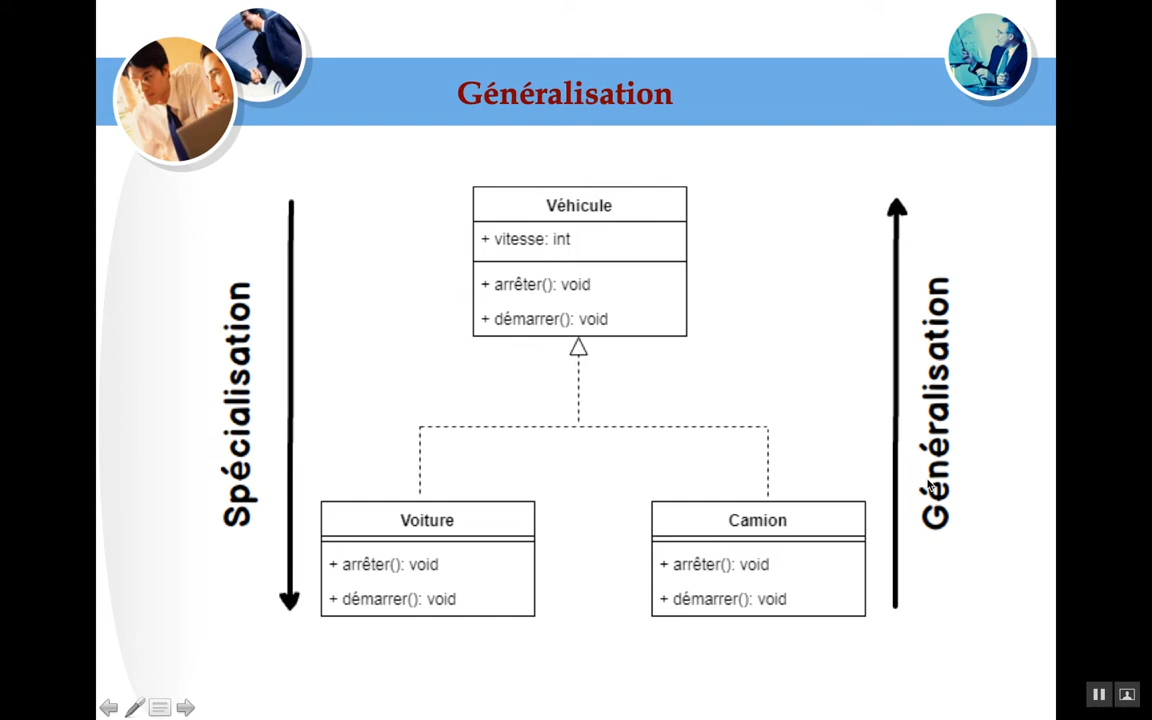 Généralisation
Véhicule
+ vitesse: int
+ arrêter(): void
+ démarrer(): void
Spécialisation
Généralisation
Voiture
+ arrêter(): void
+ démarrer(): void
Camion
+ arrêter(): void
+ démarrer(): void